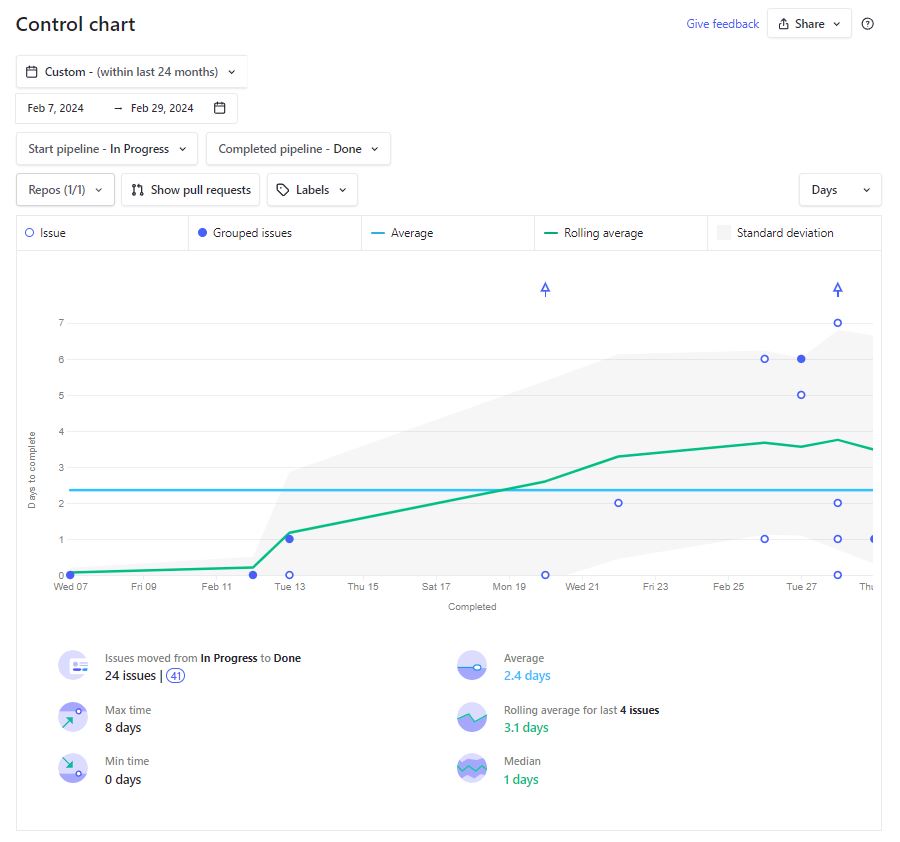 Control chart
Give feedback
Share
Custom - (within last 24 months)
Feb 7, 2024 → Feb 29, 2024
Start pipeline - In Progress
Completed pipeline - Done
Repos (1/1)
Show pull requests
Labels
Days
Issue
Grouped issues
Average
Rolling average
Standard deviation
7
6
5
4
3
2
1
0
Days to complete
Wed 07 Fri 09 Feb 11 Tue 13 Thu 15 Sat 17 Mon 19 Wed 21 Fri 23 Feb 25 Tue 27 Thu
Completed
Issues moved from In Progress to Done
24 issues | 41
Max time
8 days
Min time
0 days
Average
2.4 days
Rolling average for last 4 issues
3.1 days
Median
1 days